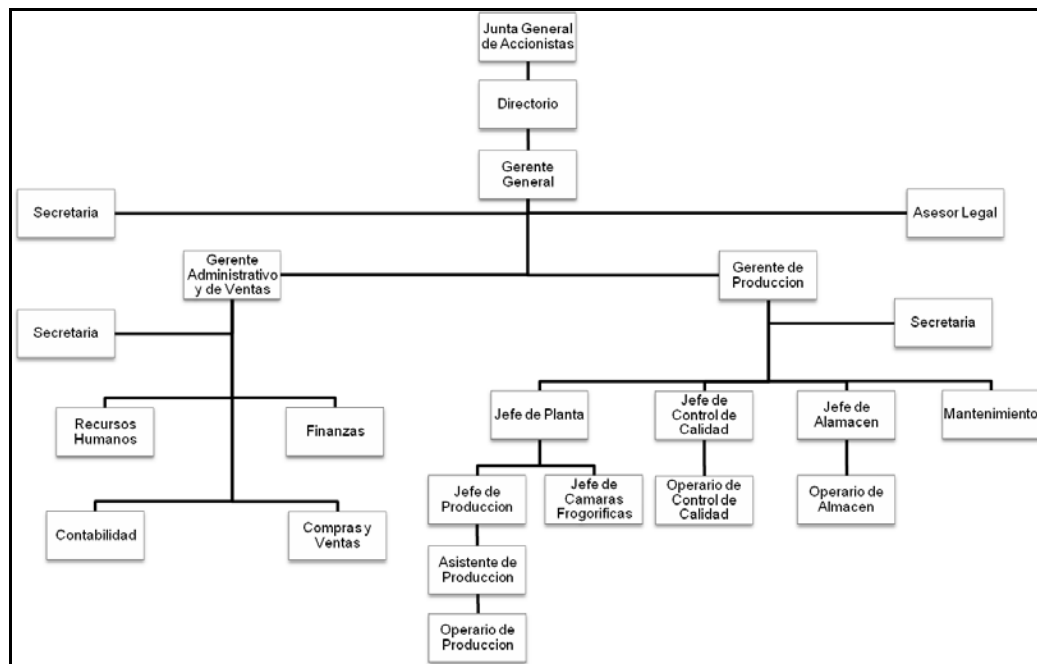 Junta General
de Accionistas
Directorio
Gerente
General
Secretaria
Asesor Legal
Gerente
Administrativo
y de Ventas
Gerente de
Produccion
Secretaria
Secretaria
Recursos
Humanos
Finanzas
Jefe de Planta
Jefe de
Control de
Calidad
Jefe de
Alamacen
Mantenimiento
Contabilidad
Compras y
Ventas
Jefe de
Produccion
Jefe de
Camaras
Frogorificas
Operario de
Control de
Calidad
Operario de
Almacen
Asistente de
Produccion
Operario de
Produccion